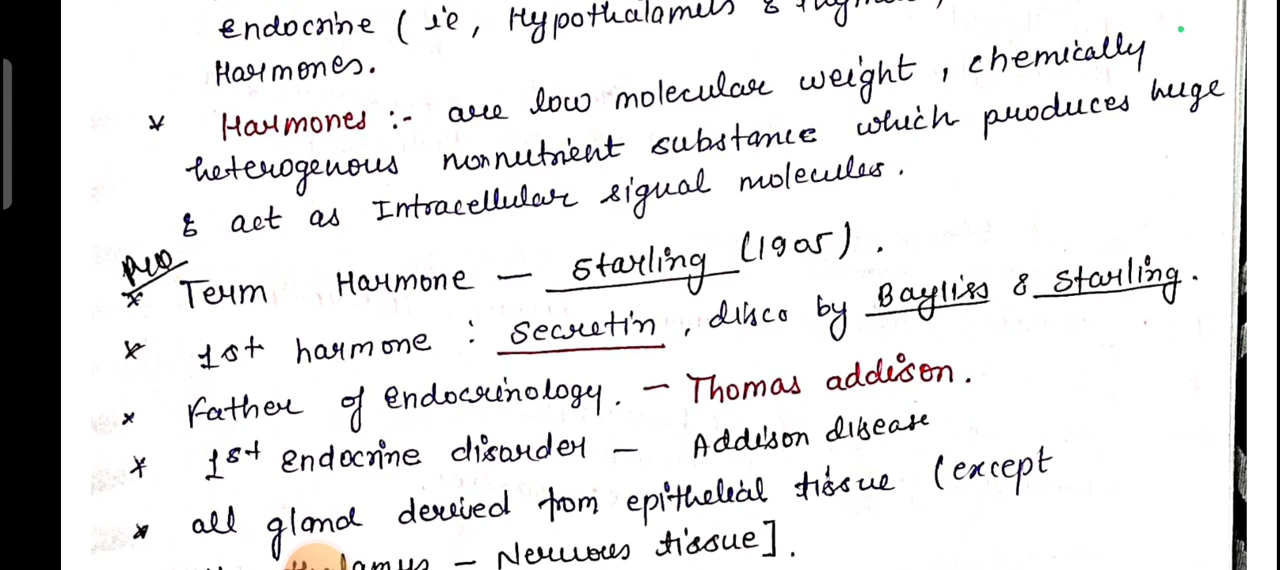 Endocrine ( i'e, Hypothalamus &
Harmones.
* Harmones :- are low molecular weight, chemically
heterogenous nonnutrient substance which produces huge
& act as Intracellular signal molecules.
* Term Harmone — Starling (1905).
* 1st harmone : Secretin, disco by Bayliss & Starling.
* Father of Endocrinology. — Thomas addison.
* 1st Endocrine disorder — Addison disease
* all gland derived from epithelial tissue (except
— Nervous tissue].